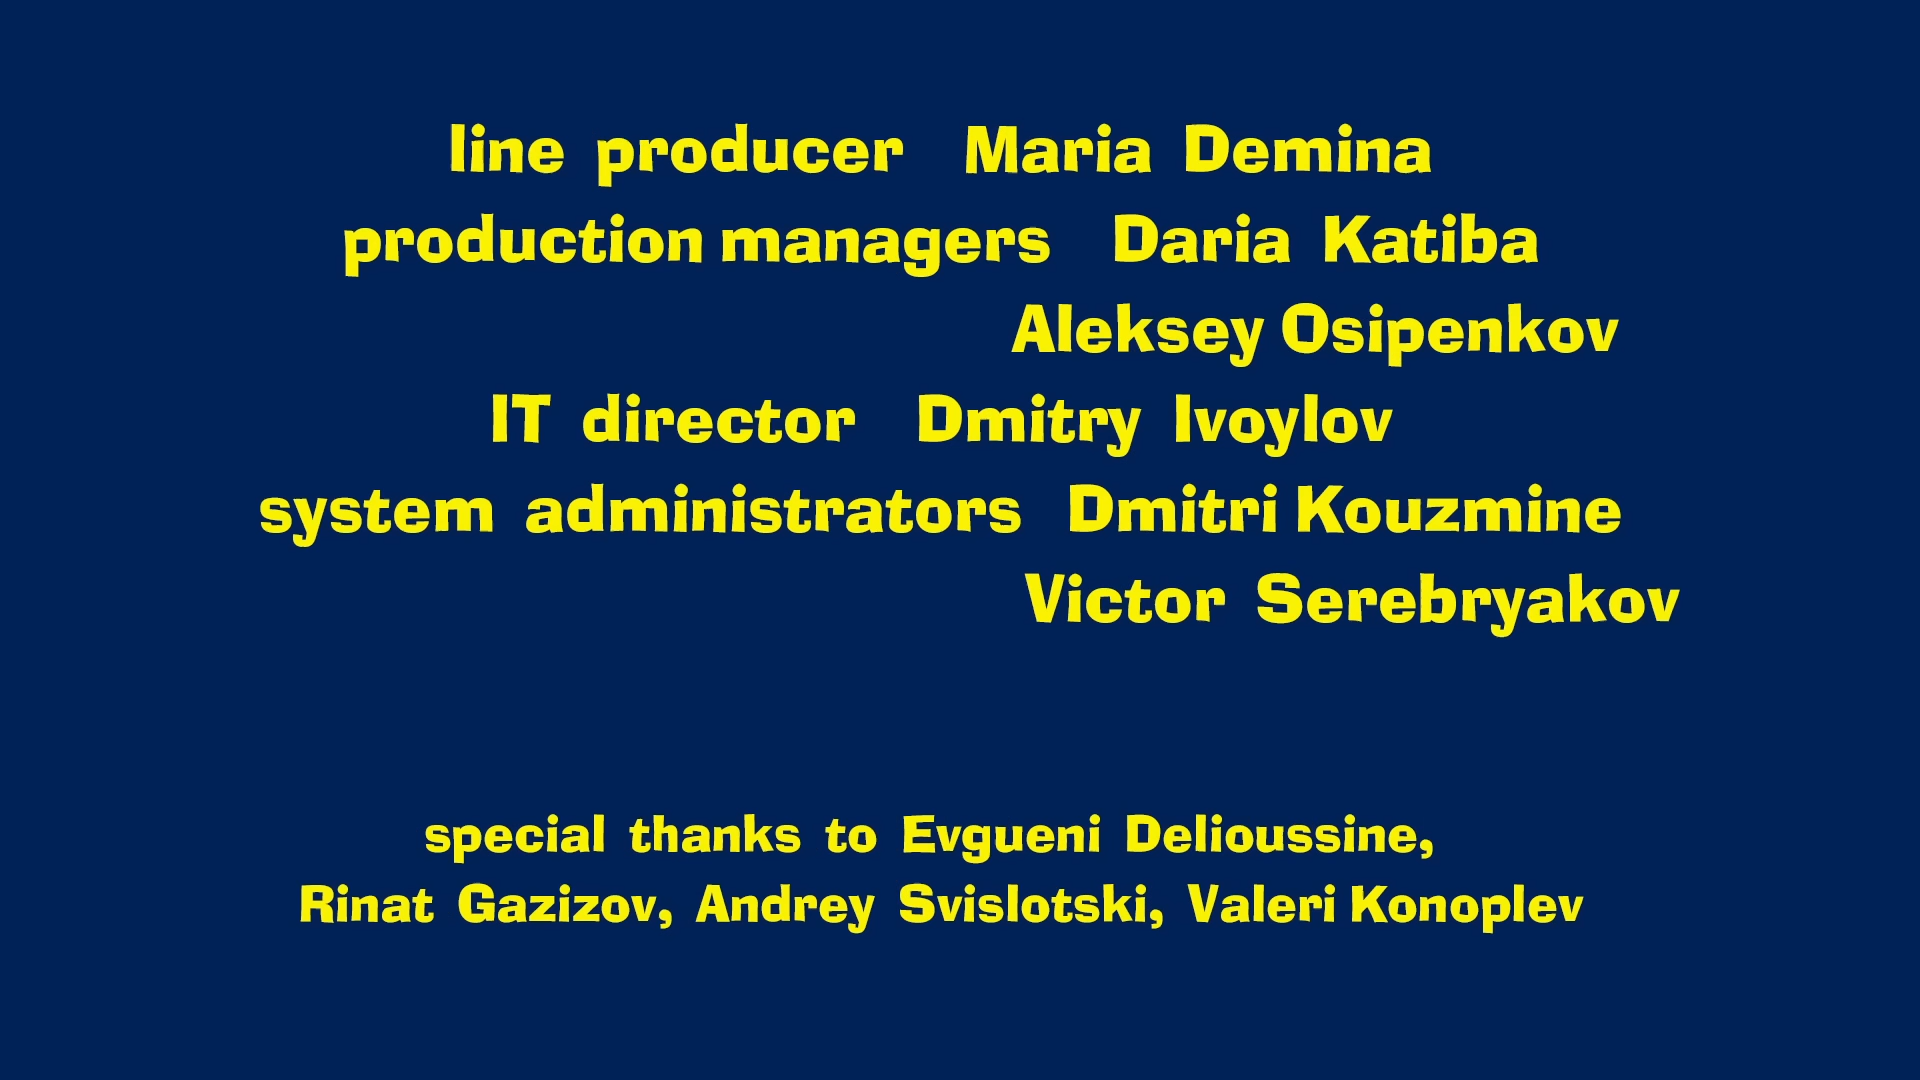 line producer Maria Demina
production managers Daria Katiba
Aleksey Osipenkov
IT director Dmitry Ivoylov
system administrators Dmitri Kouzmine
Victor Serebryakov
special thanks to Evgueni Delioussine,
Rinat Gazizov, Andrey Svislotski, Valeri Konoplev